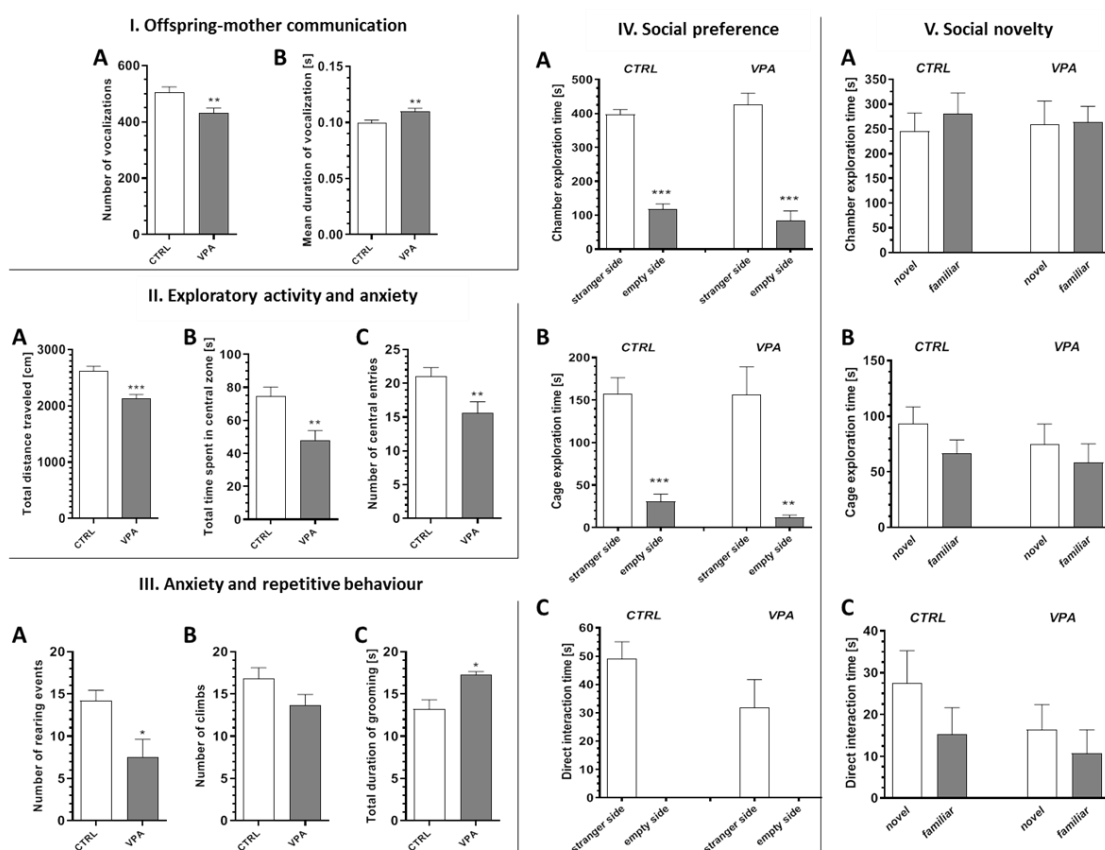 I. Offspring-mother communication
A
Number of vocalizations
600
400
200
0
**
CTRL
VPA
B
Mean duration of vocalization [s]
0.15
0.10
0.05
0.00
**
CTRL
VPA
II. Exploratory activity and anxiety
A
Total distance traveled [cm]
3000
2000
1000
0
***
CTRL
VPA
B
Total time spent in central zone [s]
100
80
60
40
20
0
**
CTRL
VPA
C
Number of central entries
25
20
15
10
5
0
**
CTRL
VPA
III. Anxiety and repetitive behaviour
A
Number of rearing events
20
15
10
5
0
*
CTRL
VPA
B
Number of climbs
20
15
10
5
0
CTRL
VPA
C
Total duration of grooming [s]
20
15
10
5
0
*
CTRL
VPA
IV. Social preference
A
CTRL VPA
Chamber exploration time [s]
500
400
300
200
100
0
***
***
stranger side
empty side
stranger side
empty side
B
CTRL VPA
Cage exploration time [s]
200
150
100
50
0
***
**
stranger side
empty side
stranger side
empty side
C
CTRL VPA
Direct interaction time [s]
60
50
40
30
20
10
0
stranger side
empty side
stranger side
empty side
V. Social novelty
A
CTRL VPA
Chamber exploration time [s]
350
300
250
200
150
100
50
0
novel
familiar
novel
familiar
B
CTRL VPA
Cage exploration time [s]
150
100
50
0
novel
familiar
novel
familiar
C
CTRL VPA
Direct interaction time [s]
40
30
20
10
0
novel
familiar
novel
familiar